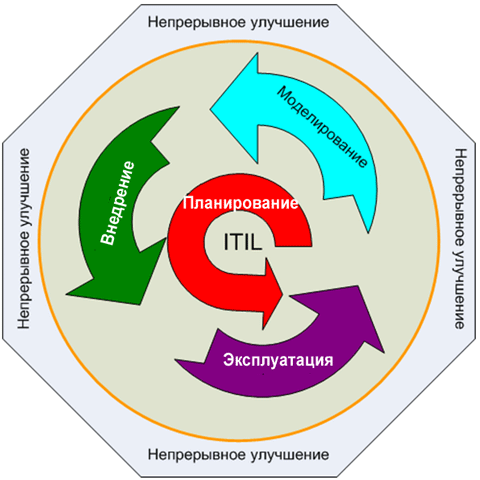 Непрерывное улучшение
Моделирование
Внедрение
Планирование
ITIL
Непрерывное улучшение
Непрерывное улучшение
Эксплуатация
Непрерывное улучшение